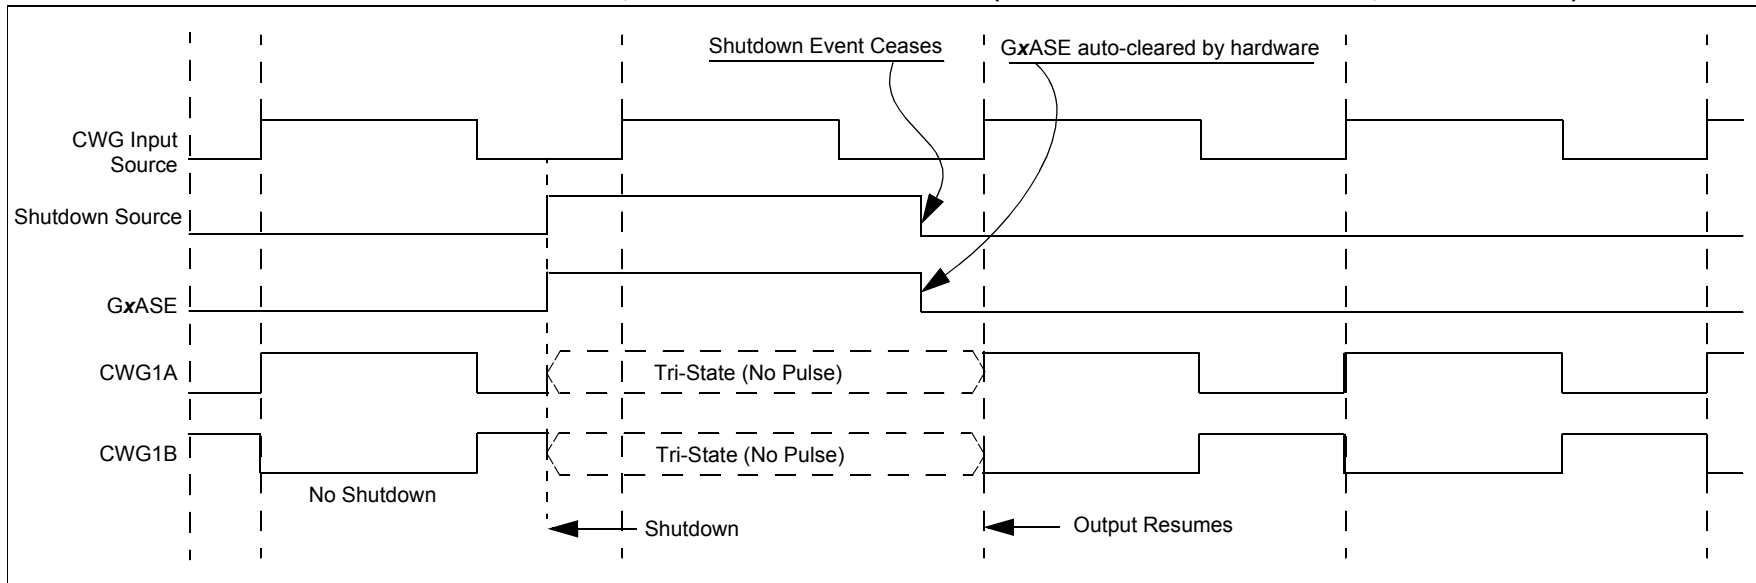 Shutdown Event Ceases
GxASE auto-cleared by hardware
CWG Input
Source
Shutdown Source
GxASE
CWG1A
Tri-State (No Pulse)
CWG1B
Tri-State (No Pulse)
No Shutdown
Shutdown
Output Resumes